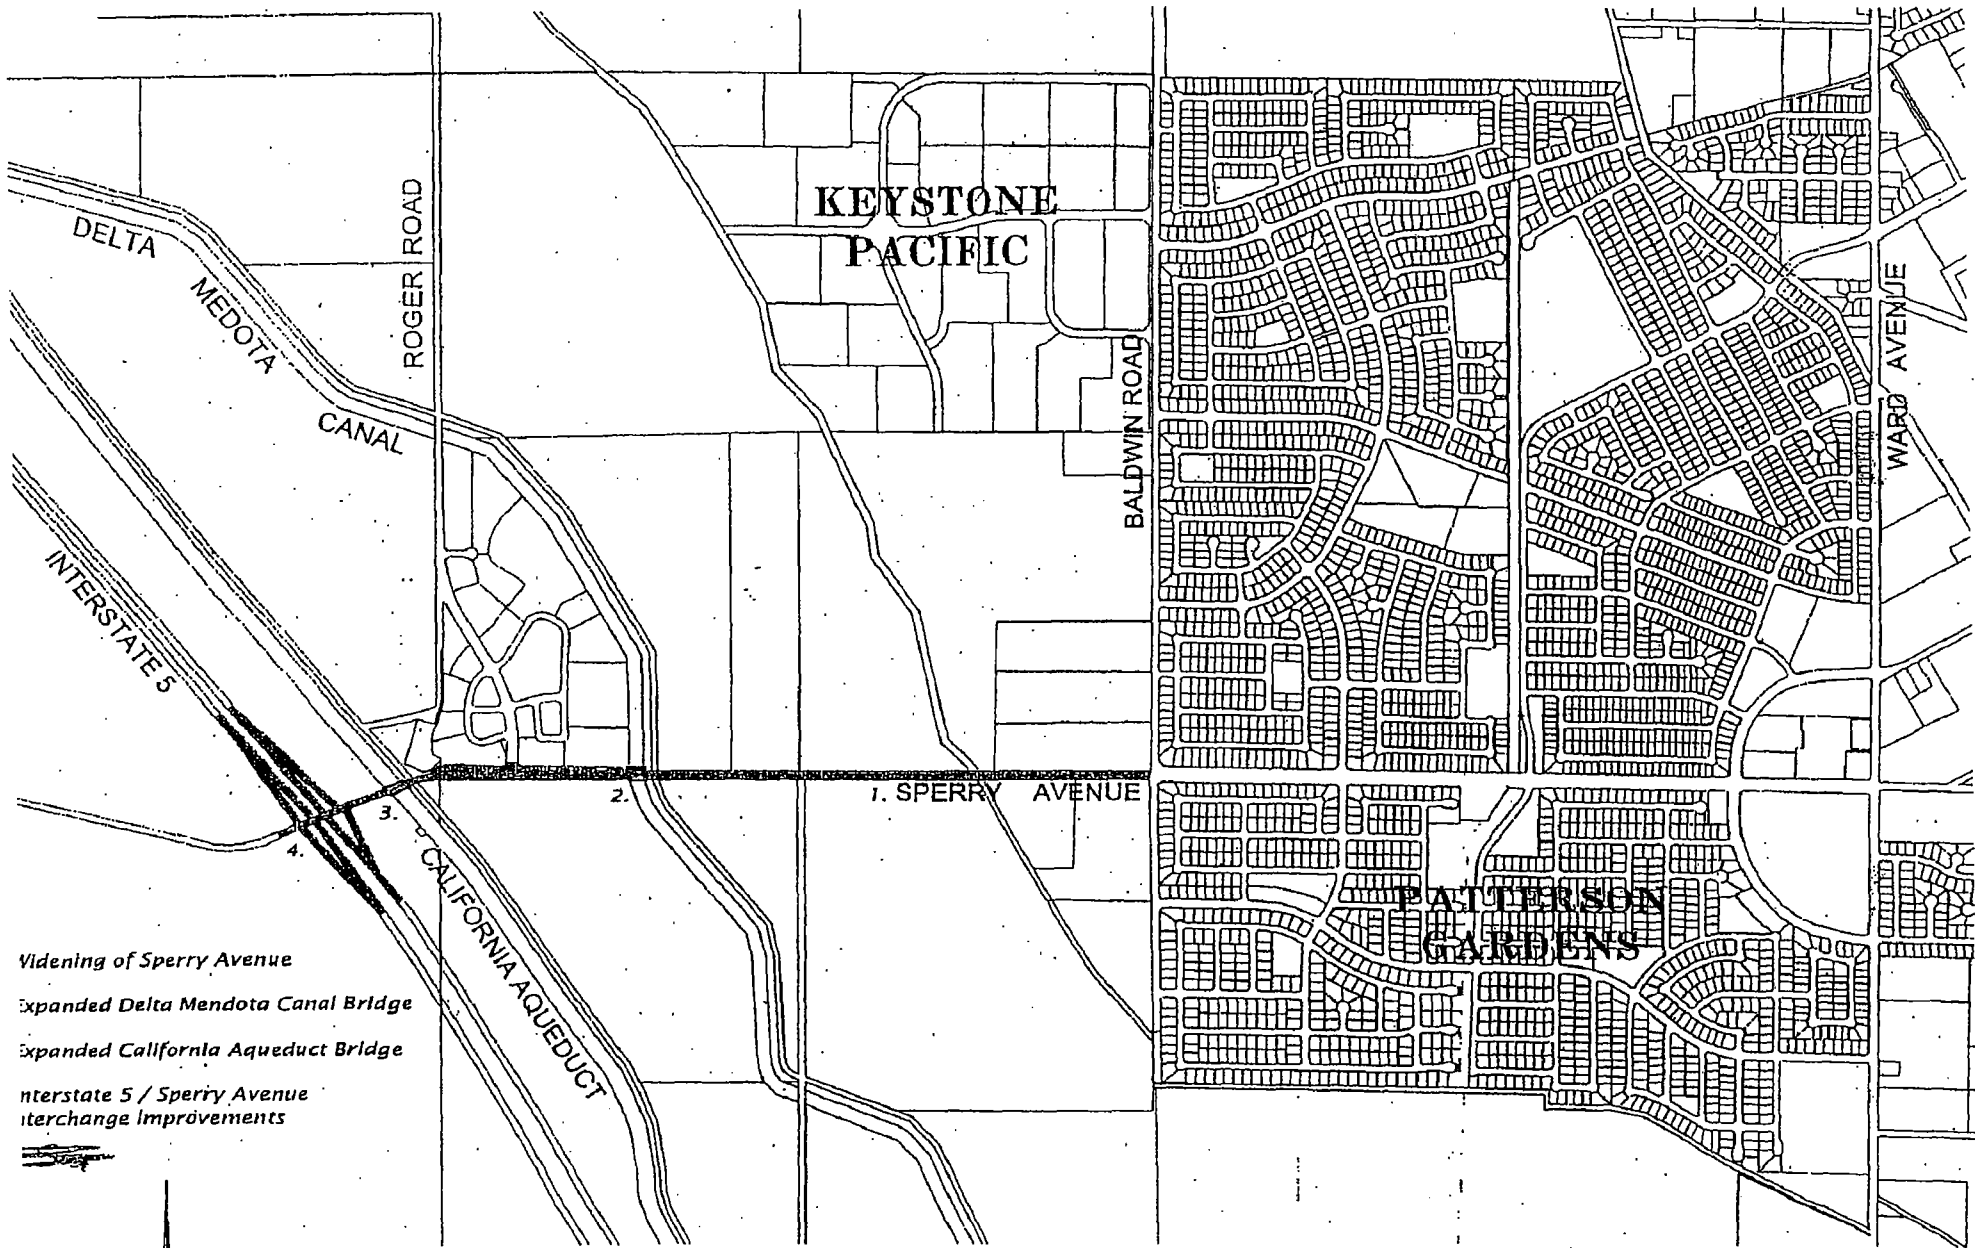 KEYSTONE
PACIFIC
DELTA
MEDOTA
CANAL
ROGER ROAD
BALDWIN ROAD
WARD AVENUE
INTERSTATE 5
2.
1. SPERRY AVENUE
3.
4.
CALIFORNIA AQUEDUCT
PATTERSON
GARDENS
Widening of Sperry Avenue
Expanded Delta Mendota Canal Bridge
Expanded California Aqueduct Bridge
nterstate 5 / Sperry Avenue
nterchange Improvements